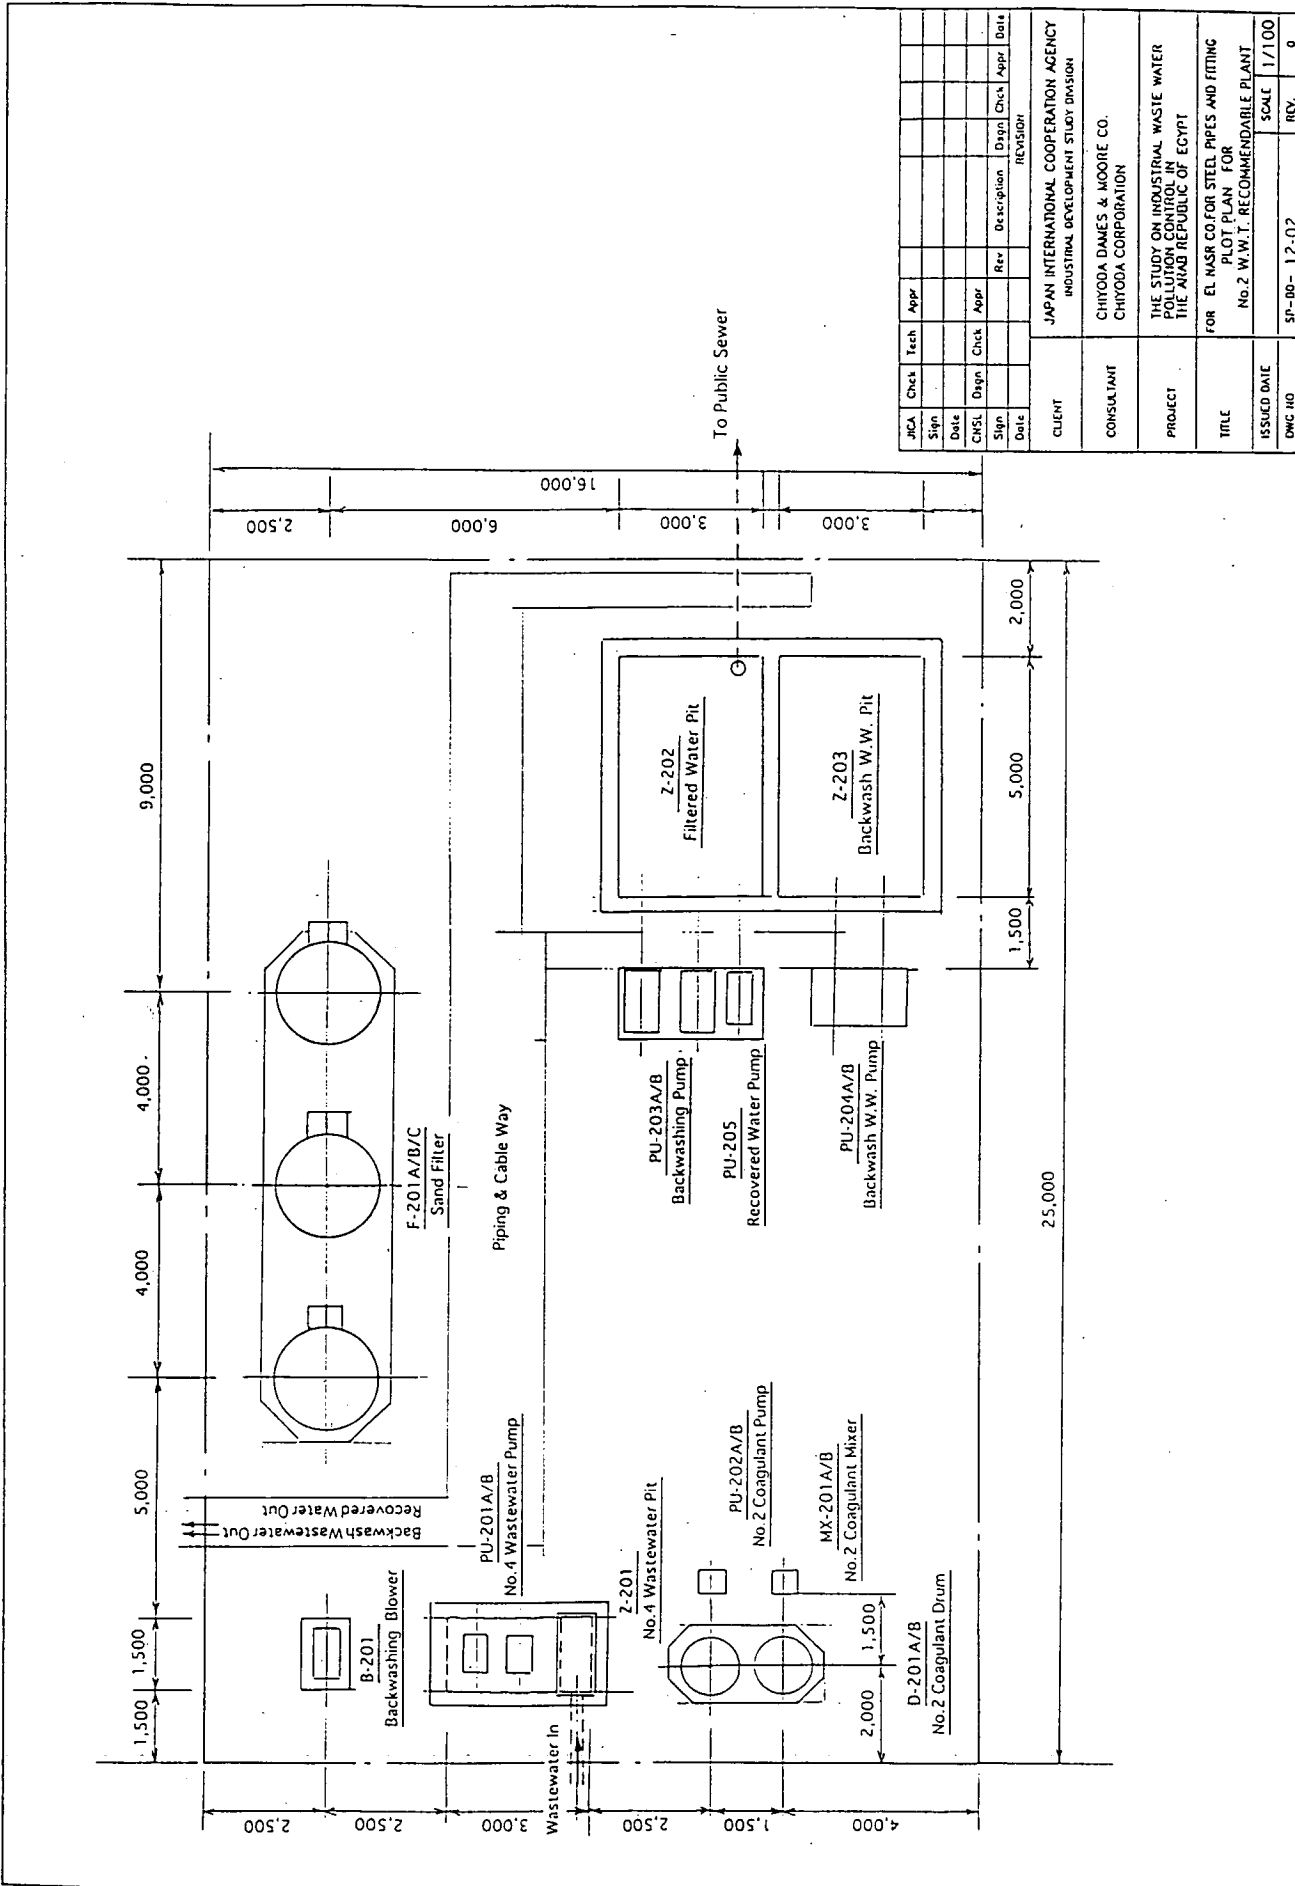 1,500
1,500
5,000
4,000
4,000
9,000
2,500
2,500
3,000
2,500
1,500
4,000
Wastewater In
B-201
Backwashing Blower
Backwash Wastewater Out
Recovered Water Out
PU-201A/B
No.4 Wastewater Pump
Z-201
No.4 Wastewater Pit
PU-202A/B
No.2 Coagulant Pump
MX-201A/B
No.2 Coagulant Mixer
D-201A/B
No.2 Coagulant Drum
2,000
1,500
F-201A/B/C
Sand Filter
Piping & Cable Way
PU-203A/B
Backwashing Pump
PU-205
Recovered Water Pump
PU-204A/B
Backwash W.W. Pump
Z-202
Filtered Water Pit
Z-203
Backwash W.W. Pit
1,500
5,000
2,000
25,000
2,500
6,000
3,000
3,000
16,000
To Public Sewer
JICA Chck Tech Appr
Sign
Date
CNSL Dsgn Chck Appr Rev Description Dsgn Chck Appr Date
Sign
Date
REVISION
CLIENT
JAPAN INTERNATIONAL COOPERATION AGENCY
INDUSTRIAL DEVELOPMENT STUDY DIVISION
CONSULTANT
CHIYODA DAMES & MOORE CO.
CHIYODA CORPORATION
PROJECT
THE STUDY ON INDUSTRIAL WASTE WATER
POLLUTION CONTROL IN
THE ARAB REPUBLIC OF EGYPT
TITLE
FOR EL NASR CO.FOR STEEL PIPES AND FITTING
PLOT PLAN FOR
No.2 W.W.T. RECOMMENDABLE PLANT
ISSUED DATE SCALE 1/100
DWG NO SP-DD- 12-02 REV. 0